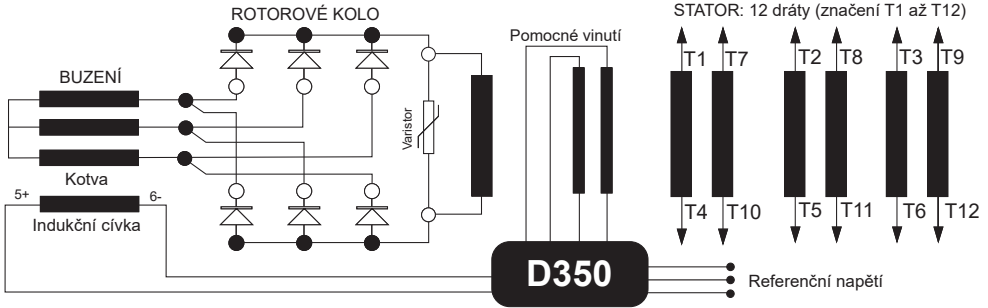 ROTOROVÉ KOLO
STATOR: 12 dráty (značení T1 až T12)
Pomocné vinutí
BUZENÍ
T1 T7 T2 T8 T3 T9
Varistor
Kotva
5+ 6-
Indukční cívka
T4 T10 T5 T11 T6 T12
D350
Referenční napětí